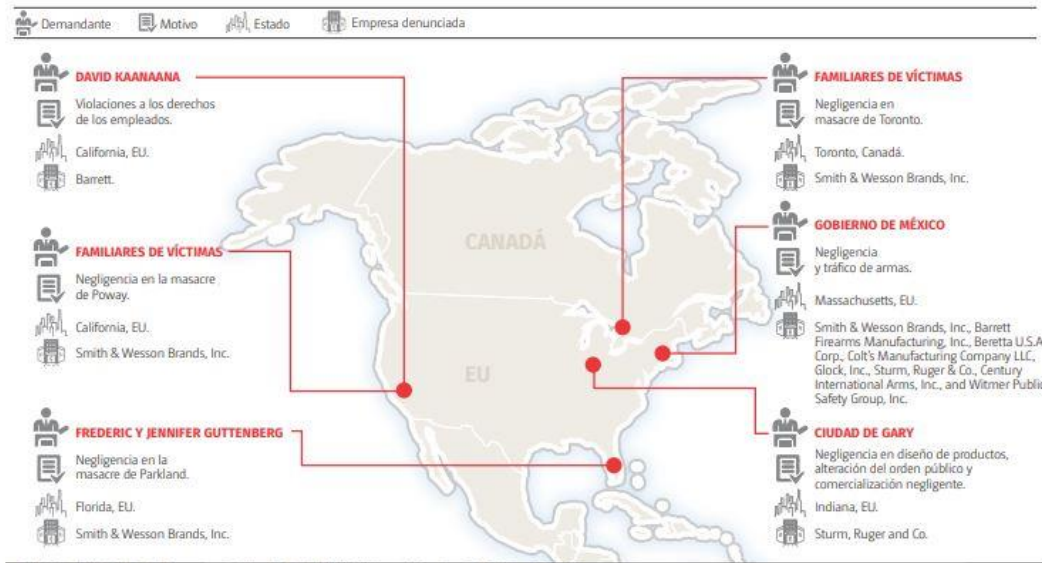 Demandante
Motivo
Estado
Empresa denunciada
DAVID KAANAANA
Violaciones a los derechos
de los empleados.
California, EU.
Barrett.
FAMILIARES DE VÍCTIMAS
Negligencia en la masacre
de Poway.
California, EU.
Smith & Wesson Brands, Inc.
FREDERIC Y JENNIFER GUTTENBERG
Negligencia en la
masacre de Parkland.
Florida, EU.
Smith & Wesson Brands, Inc.
CANADÁ
EU
FAMILIARES DE VÍCTIMAS
Negligencia en
masacre de Toronto.
Toronto, Canadá.
Smith & Wesson Brands, Inc.
GOBIERNO DE MÉXICO
Negligencia
y tráfico de armas.
Massachusetts, EU.
Smith & Wesson Brands, Inc., Barrett
Firearms Manufacturing, Inc., Beretta U.S.A
Corp., Colt's Manufacturing Company LLC,
Glock, Inc., Sturm, Ruger & Co., Century
International Arms, Inc., and Witmer Public
Safety Group, Inc.
CIUDAD DE GARY
Negligencia en diseño de productos,
alteración del orden público y
comercialización negligente.
Indiana, EU.
Sturm, Ruger and Co.